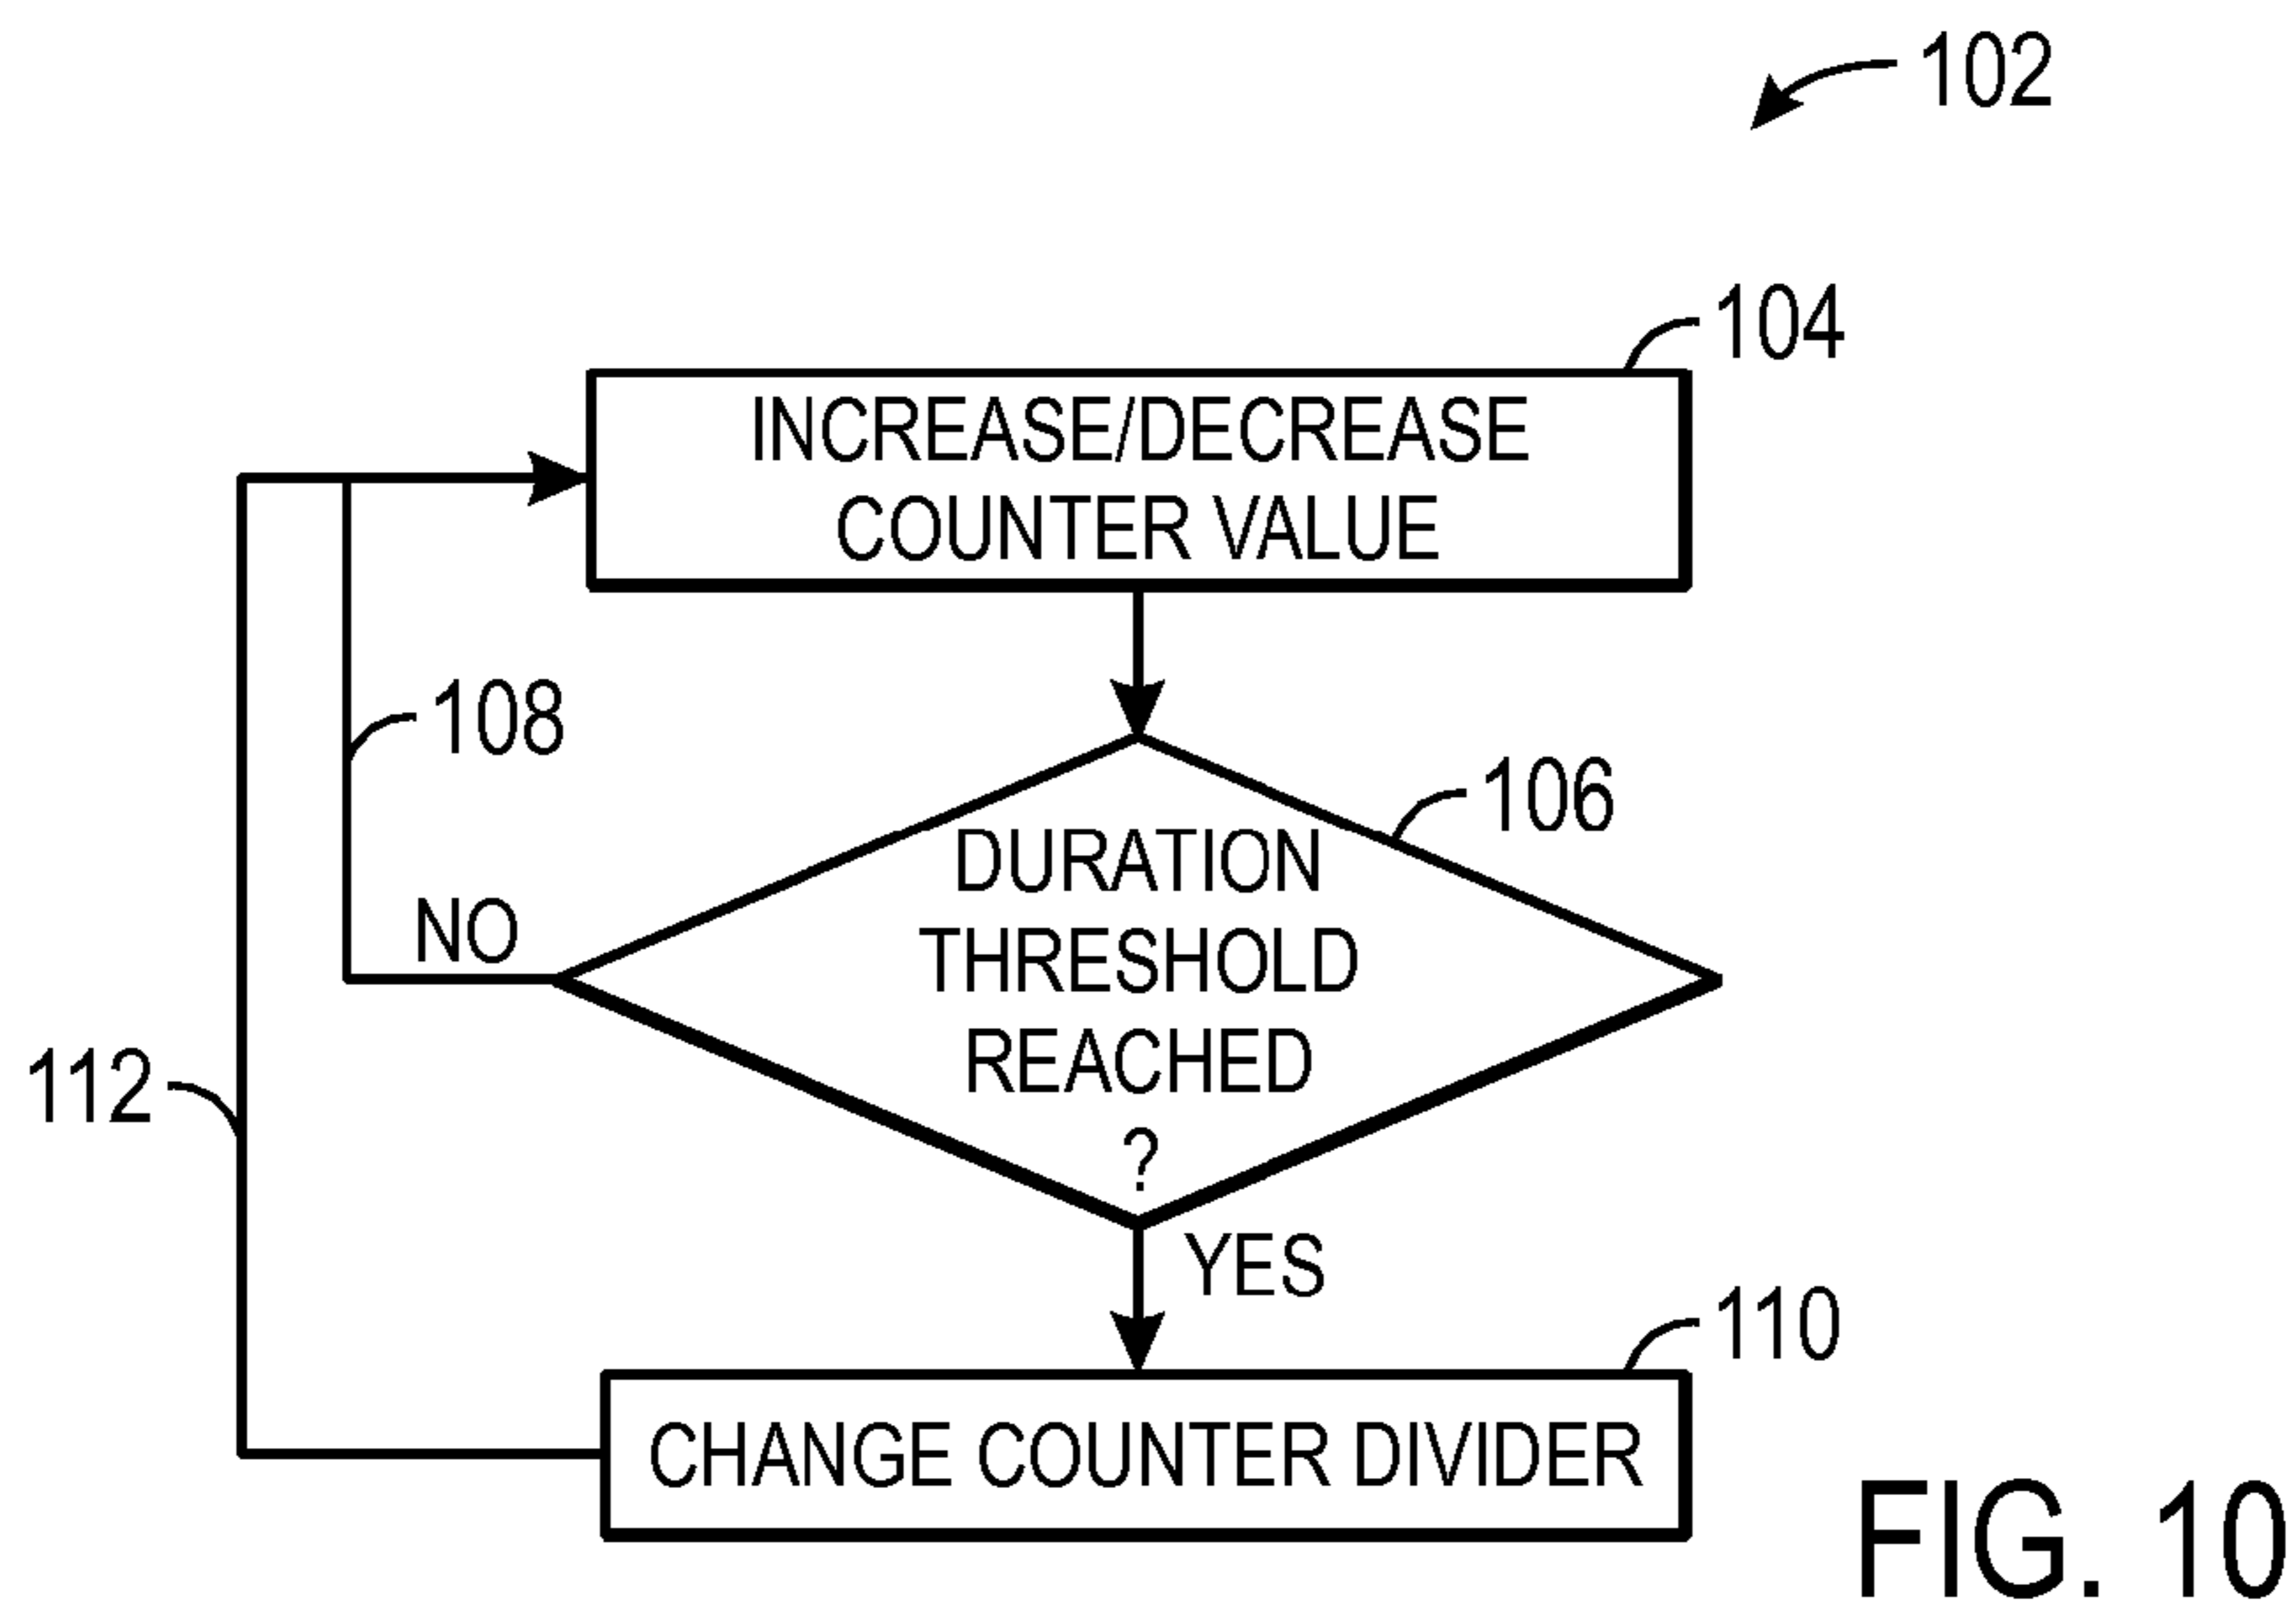 102
104
INCREASE/DECREASE
COUNTER VALUE
108
106
DURATION
THRESHOLD
REACHED
?
NO
112
YES
110
CHANGE COUNTER DIVIDER
FIG. 10